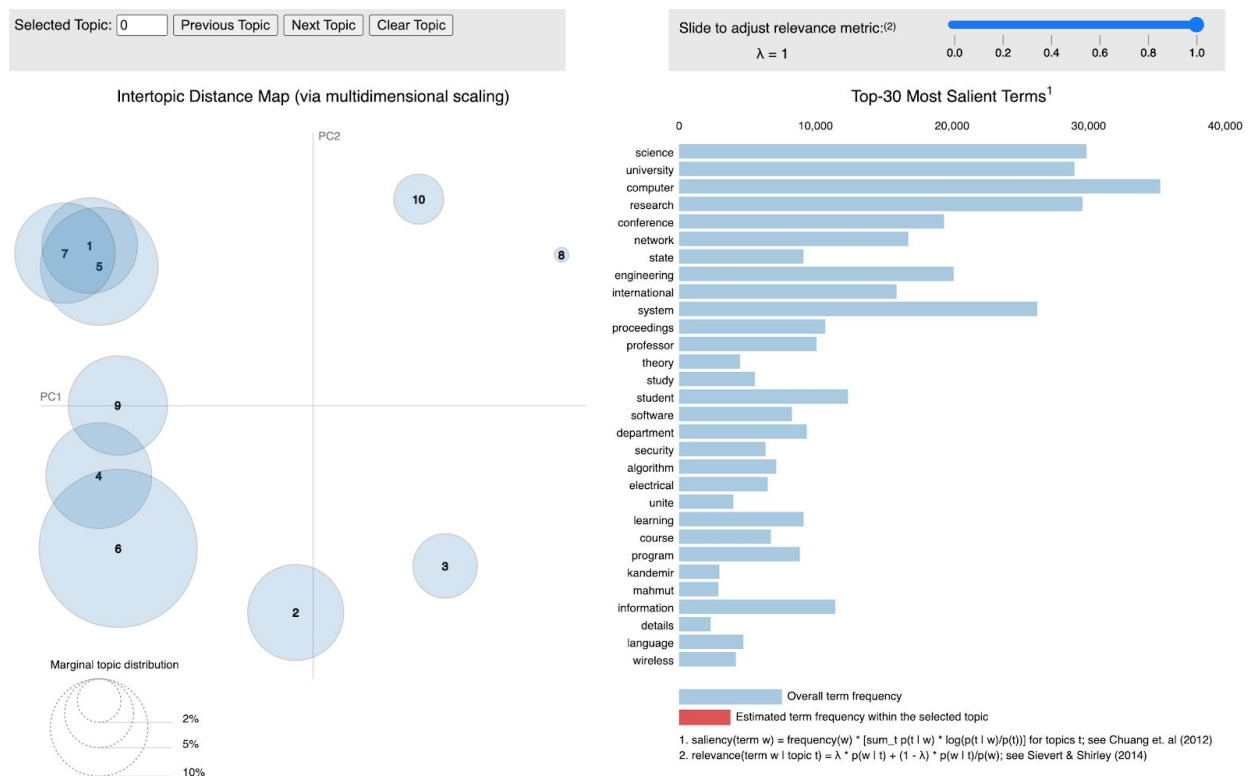 Selected Topic: 0 Previous Topic Next Topic Clear Topic
Slide to adjust relevance metric:(2)
λ = 1
0.0 0.2 0.4 0.6 0.8 1.0
Intertopic Distance Map (via multidimensional scaling)
PC2
PC1
10
8
1
7
5
9
4
6
3
2
Marginal topic distribution
2%
5%
10%
Top-30 Most Salient Terms1
0 10,000 20,000 30,000 40,000
science
university
computer
research
conference
network
state
engineering
international
system
proceedings
professor
theory
study
student
software
department
security
algorithm
electrical
unite
learning
course
program
kandemir
mahmut
information
details
language
wireless
Overall term frequency
Estimated term frequency within the selected topic
1. saliency(term w) = frequency(w) * [sum_t p(t | w) * log(p(t | w)/p(t))] for topics t; see Chuang et. al (2012)
2. relevance(term w | topic t) = λ * p(w | t) + (1 - λ) * p(w | t)/p(w); see Sievert & Shirley (2014)